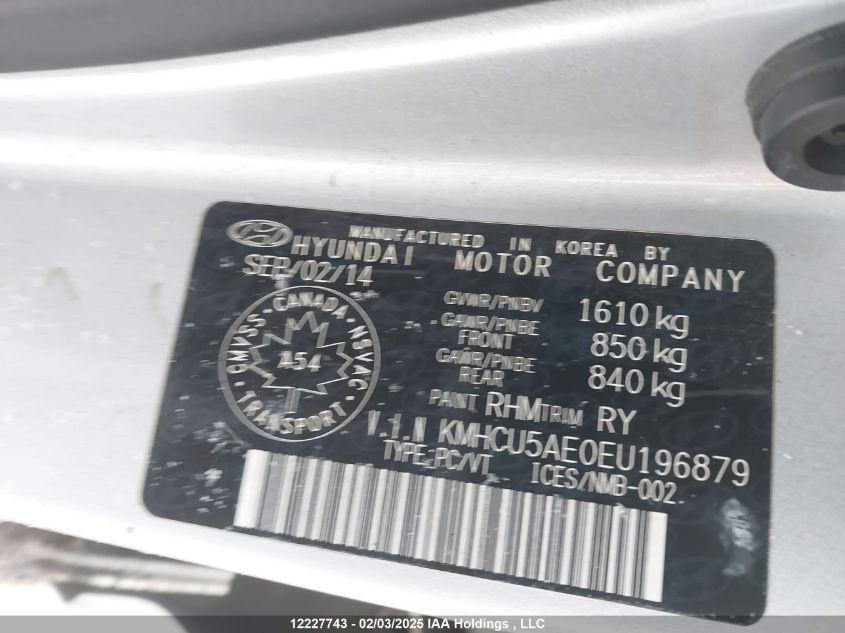 MANUFACTURED IN KOREA BY
HYUNDAI MOTOR COMPANY
SEP/02/14
GVWR/PNBV 1610 kg
GAWR/PNBE FRONT 850 kg
GAWR/PNBE REAR 840 kg
PAINT RHM TRIM RY
V.I.N KMHCU5AE0EU196879
TYPE:PC/VT ICES/NMB-002
CMVSS · CANADA · NSVAC
454
TRANSPORT
12227743 - 02/03/2025 IAA Holdings , LLC